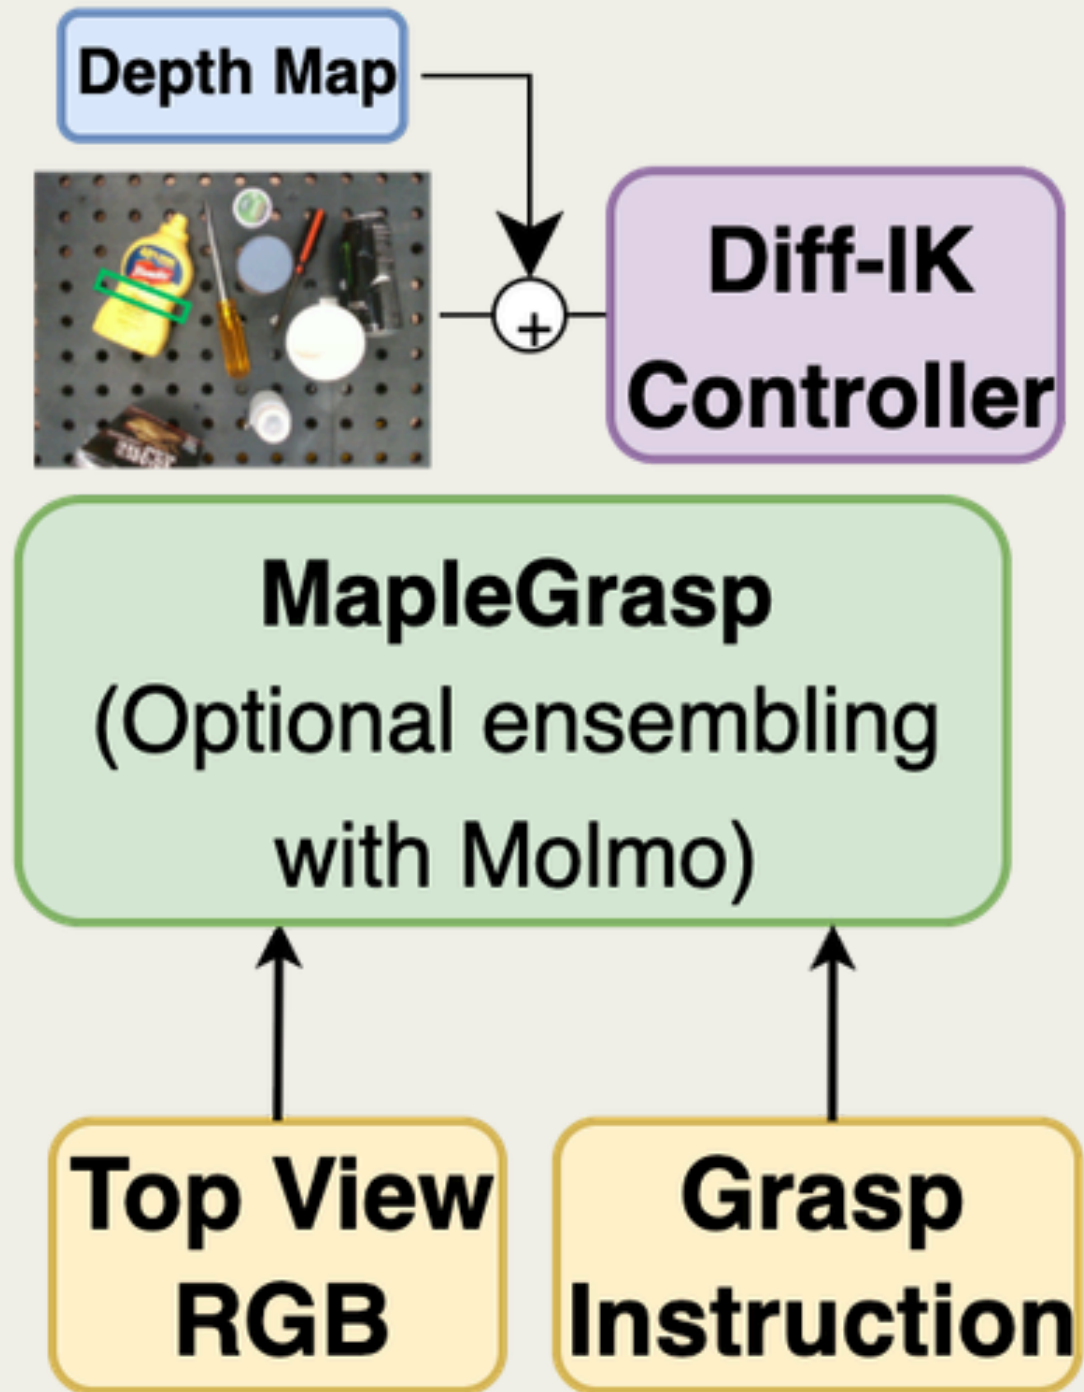 Depth Map
Diff-IK
Controller
MapleGrasp
(Optional ensembling
with Molmo)
Top View
RGB
Grasp
Instruction